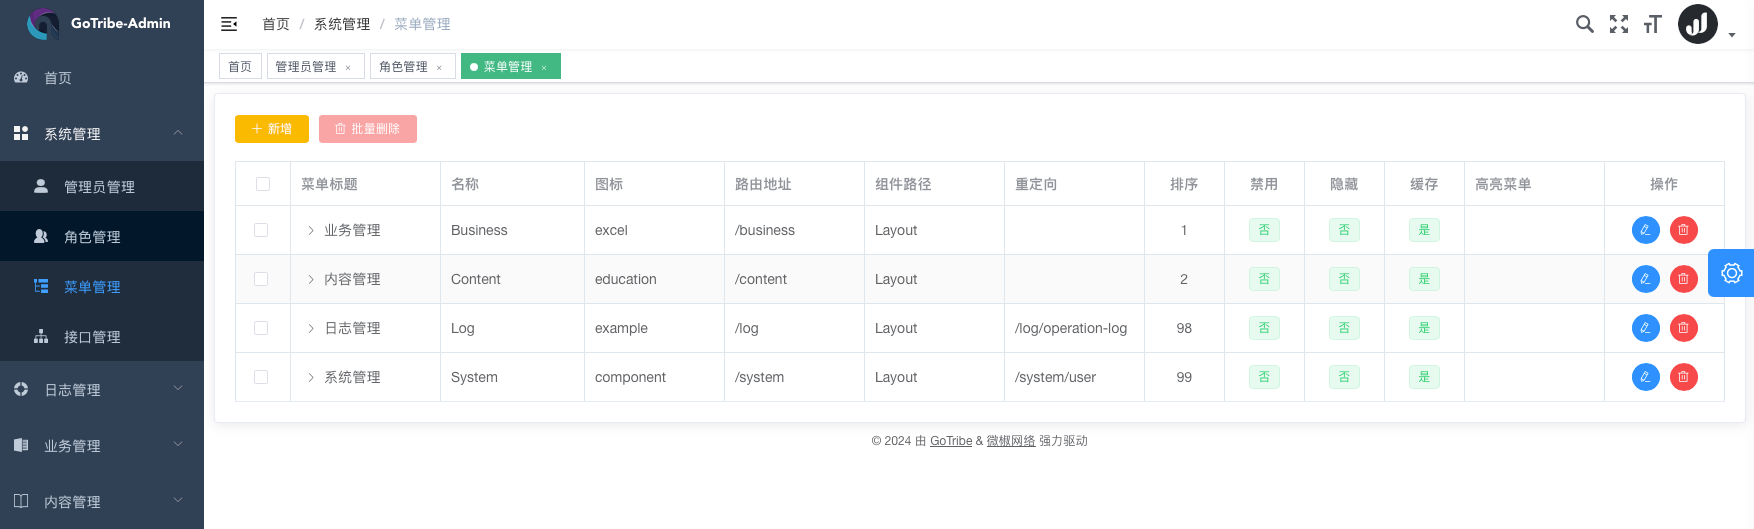 GoTribe-Admin
首页
系统管理
管理员管理
角色管理
菜单管理
接口管理
日志管理
业务管理
内容管理
首页 / 系统管理 / 菜单管理
首页 管理员管理 × 角色管理 × 菜单管理 ×
新增 批量删除
菜单标题 名称 图标 路由地址 组件路径 重定向 排序 禁用 隐藏 缓存 高亮菜单 操作
业务管理 Business excel /business Layout 1 否 否 是
内容管理 Content education /content Layout 2 否 否 是
日志管理 Log example /log Layout /log/operation-log 98 否 否 是
系统管理 System component /system Layout /system/user 99 否 否 是
© 2024 由 GoTribe & 微椒网络 强力驱动